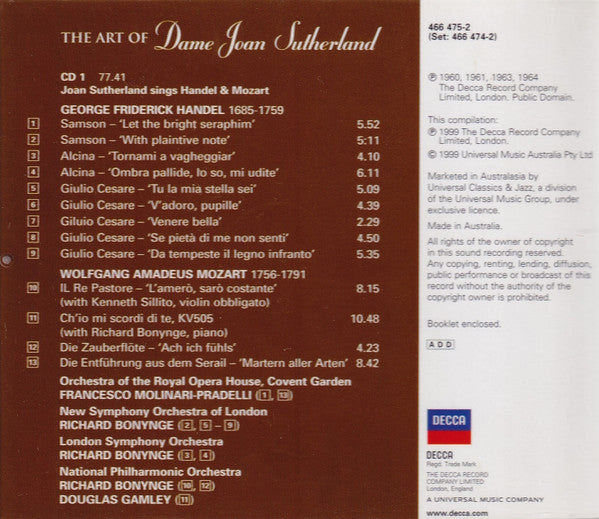 THE ART OF Dame Joan Sutherland
CD 1 77.41
Joan Sutherland sings Handel & Mozart
GEORGE FRIDERICK HANDEL 1685-1759
1 Samson – 'Let the bright seraphim' 5.52
2 Samson – 'With plaintive note' 5:11
3 Alcina – 'Tornami a vagheggiar' 4.10
4 Alcina – 'Ombra pallide, lo so, mi udite' 6.11
5 Giulio Cesare – 'Tu la mia stella sei' 5.09
6 Giulio Cesare – 'V'adoro, pupille' 4.39
7 Giluio Cesare – 'Venere bella' 2.29
8 Giulio Cesare – 'Se pietà di me non senti' 4.50
9 Giulio Cesare – 'Da tempeste il legno infranto' 5.35
WOLFGANG AMADEUS MOZART 1756-1791
10 IL Re Pastore – 'L'amerò, sarò costante' 8.15
(with Kenneth Sillito, violin obbligato)
11 Ch'io mi scordi di te, KV505 10.48
(with Richard Bonynge, piano)
12 Die Zauberflöte – 'Ach ich fühls' 4.23
13 Die Entführung aus dem Serail – 'Martern aller Arten' 8.42
Orchestra of the Royal Opera House, Covent Garden
FRANCESCO MOLINARI-PRADELLI (1, 13)
New Symphony Orchestra of London
RICHARD BONYNGE (2, 5 – 9)
London Symphony Orchestra
RICHARD BONYNGE (3, 4)
National Philharmonic Orchestra
RICHARD BONYNGE (10, 12)
DOUGLAS GAMLEY (11)
466 475-2
(Set: 466 474-2)
℗ 1960, 1961, 1963, 1964
The Decca Record Company
Limited, London. Public Domain.
This compilation:
℗ 1999 The Decca Record Company
Limited, London.
© 1999 Universal Music Australia Pty Ltd
Marketed in Australasia by
Universal Classics & Jazz, a division
of the Universal Music Group, under
exclusive licence.
Made in Australia.
All rights of the owner of copyright
in this sound recording reserved.
Any copying, renting, lending, diffusion,
public performance or broadcast of this
record without the authority of the
copyright owner is prohibited.
Booklet enclosed.
ADD
DECCA
DECCA
Regd. Trade Mark.
THE DECCA RECORD
COMPANY LIMITED
London, England
A UNIVERSAL MUSIC COMPANY
www.decca.com